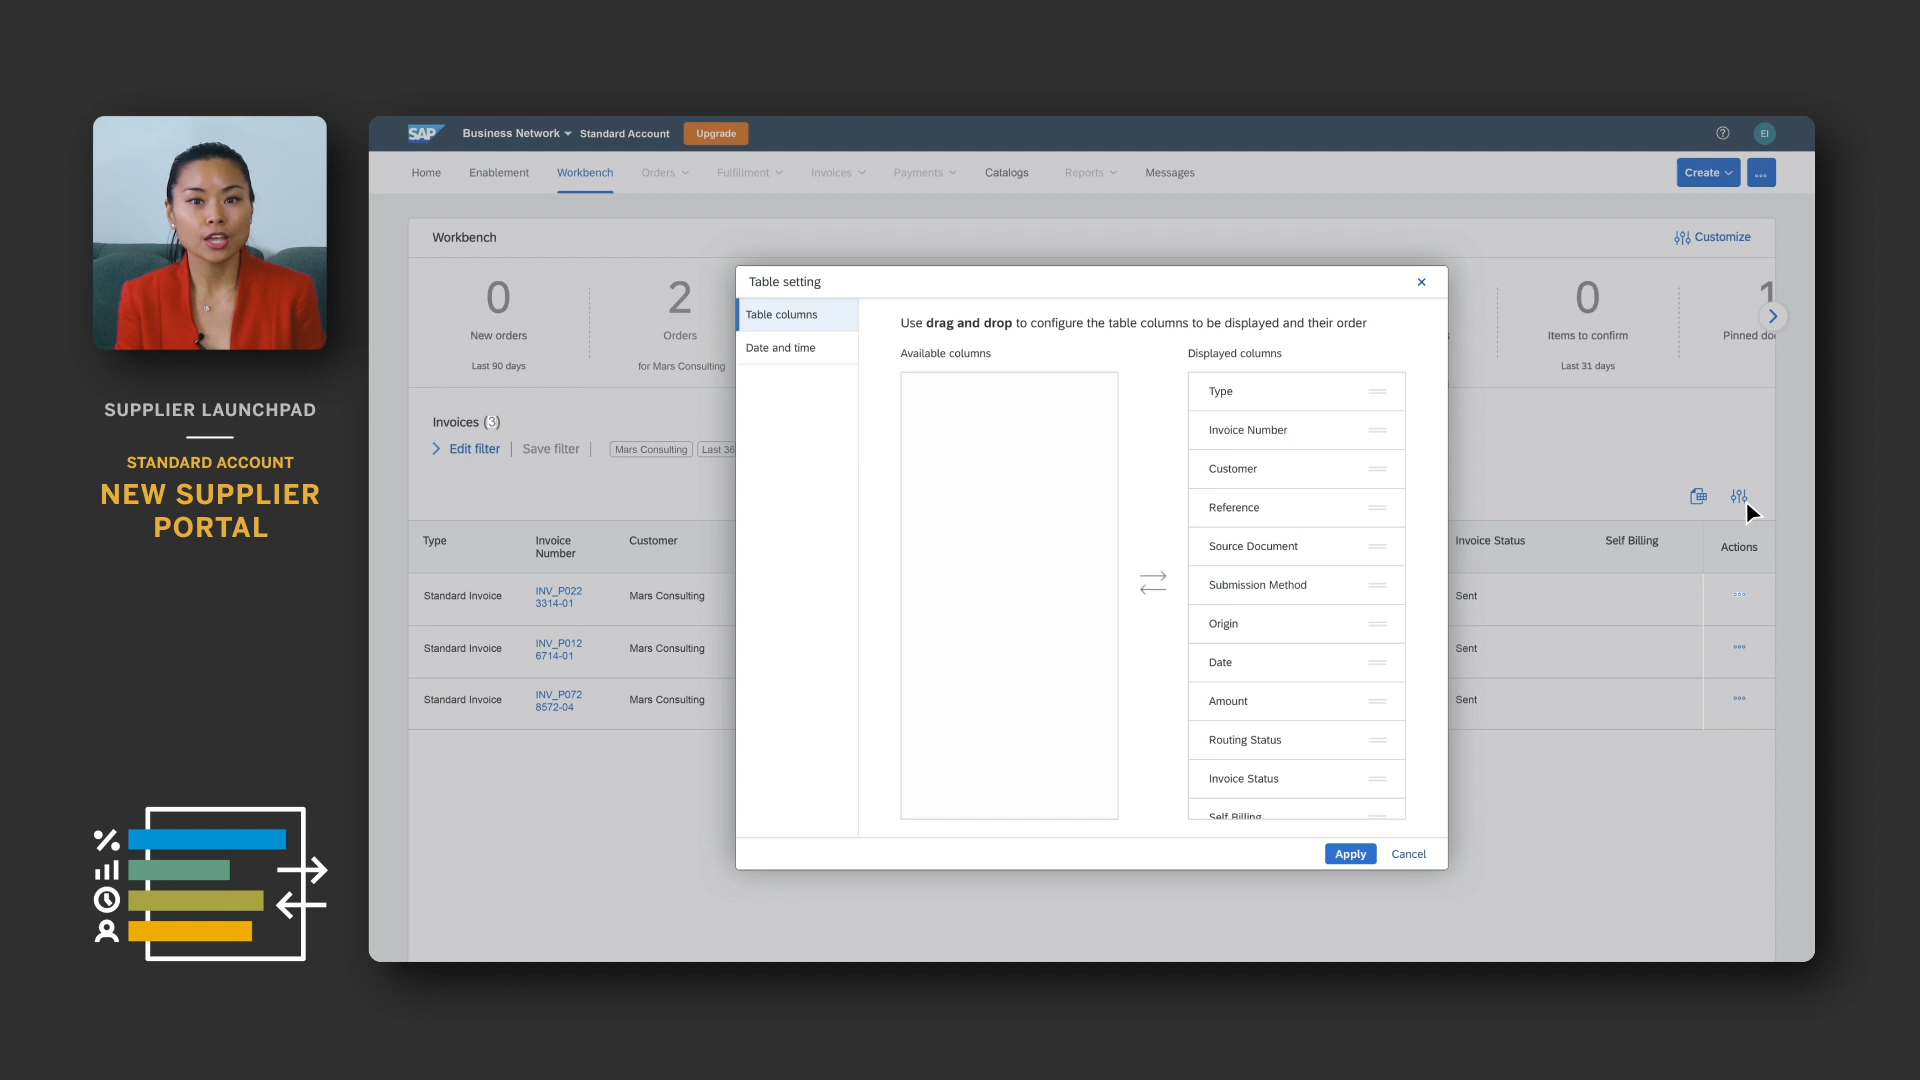 SUPPLIER LAUNCHPAD
STANDARD ACCOUNT
NEW SUPPLIER
PORTAL
SAP Business Network Standard Account Upgrade EI
Home Enablement Workbench Orders Fulfillment Invoices Payments Catalogs Reports Messages Create ...
Workbench Customize
0 2 0 1
New orders Orders Items to confirm Pinned do
Last 90 days for Mars Consulting Last 31 days
Invoices (3)
Edit filter Save filter Mars Consulting Last 36
Type Invoice Number Customer Invoice Status Self Billing Actions
Standard Invoice INV_P022 3314-01 Mars Consulting Sent
Standard Invoice INV_P012 6714-01 Mars Consulting Sent
Standard Invoice INV_P072 8572-04 Mars Consulting Sent
Table setting
Table columns
Date and time
Use drag and drop to configure the table columns to be displayed and their order
Available columns Displayed columns
Type
Invoice Number
Customer
Reference
Source Document
Submission Method
Origin
Date
Amount
Routing Status
Invoice Status
Self Billing
Apply Cancel